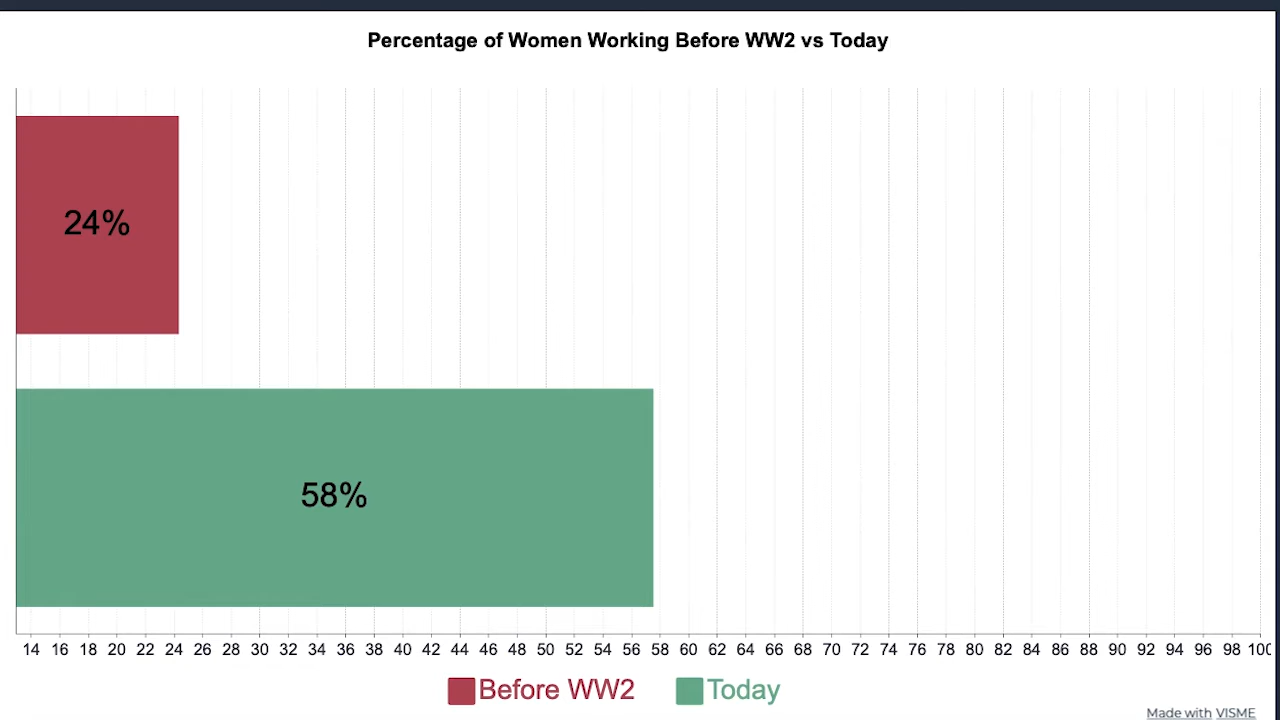 Percentage of Women Working Before WW2 vs Today
24%
58%
14 16 18 20 22 24 26 28 30 32 34 36 38 40 42 44 46 48 50 52 54 56 58 60 62 64 66 68 70 72 74 76 78 80 82 84 86 88 90 92 94 96 98 100
Before WW2 Today
Made with VISME